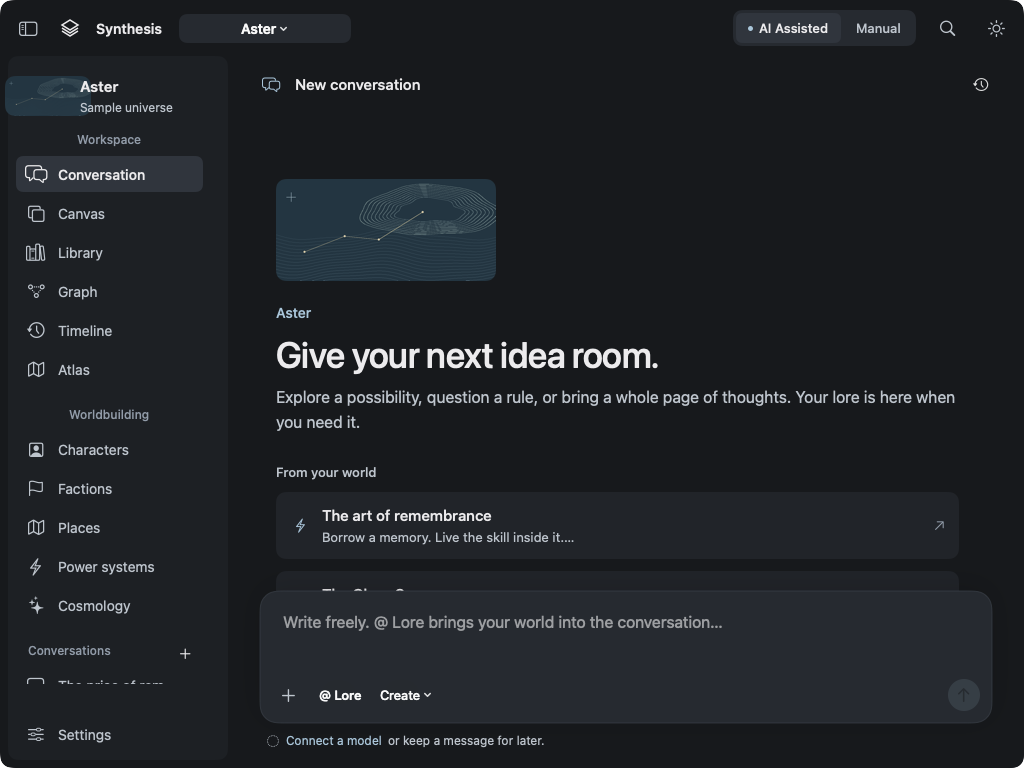 Synthesis
Aster
AI Assisted
Manual
Aster
Sample universe
Workspace
Conversation
Canvas
Library
Graph
Timeline
Atlas
Worldbuilding
Characters
Factions
Places
Power systems
Cosmology
Conversations
The price of rem
Settings
New conversation
Aster
Give your next idea room.
Explore a possibility, question a rule, or bring a whole page of thoughts. Your lore is here when
you need it.
From your world
The art of remembrance
Borrow a memory. Live the skill inside it....
Write freely. @ Lore brings your world into the conversation...
@ Lore
Create
Connect a model or keep a message for later.